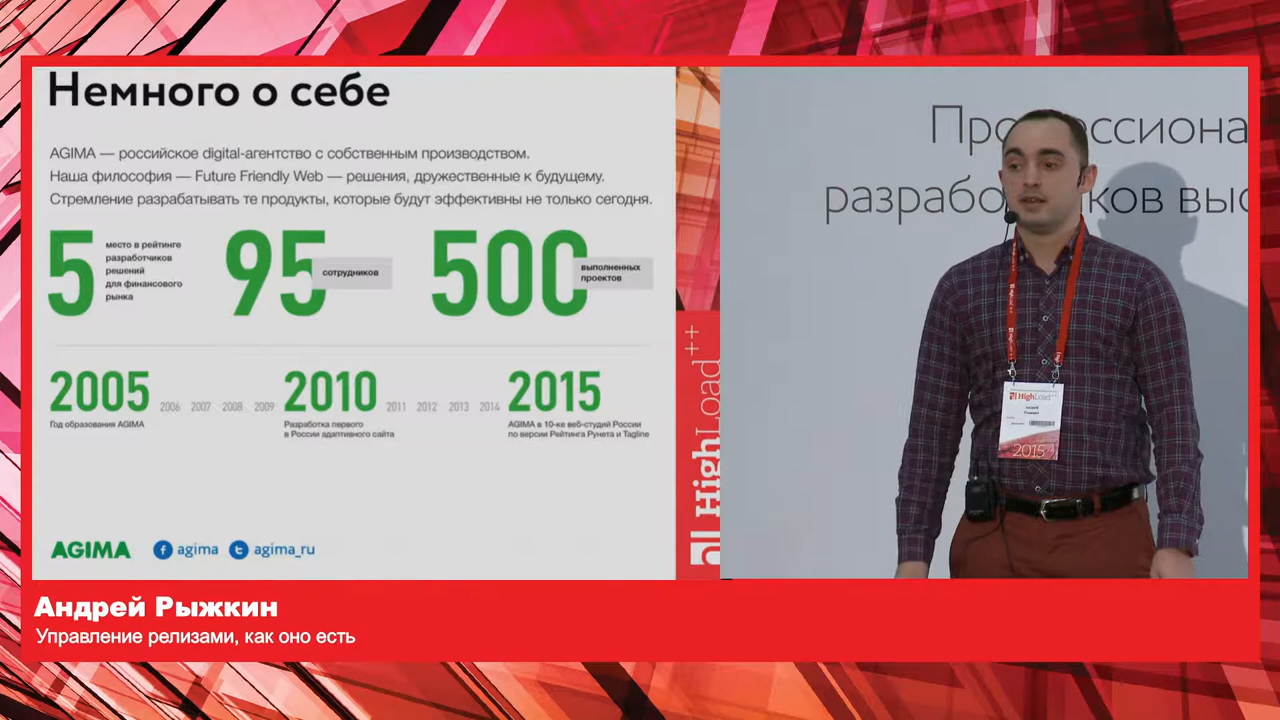 Немного о себе
AGIMA — российское digital-агентство с собственным производством.
Наша философия — Future Friendly Web — решения, дружественные к будущему.
Стремление разрабатывать те продукты, которые будут эффективны не только сегодня.
5
место в рейтинге
разработчиков
решений
для финансового
рынка
95
сотрудников
500
выполненных
проектов
2005 2006 2007 2008 2009 2010 2011 2012 2013 2014 2015
Год образования AGIMA
Разработка первого
в России адаптивного сайта
AGIMA в 10-ке веб-студий России
по версии Рейтинга Рунета и Tagline
AGIMA agima agima_ru
HighLoad++
разрабо
HighLoad++
Андрей
Рыжкин
2015
Андрей Рыжкин
Управление релизами, как оно есть